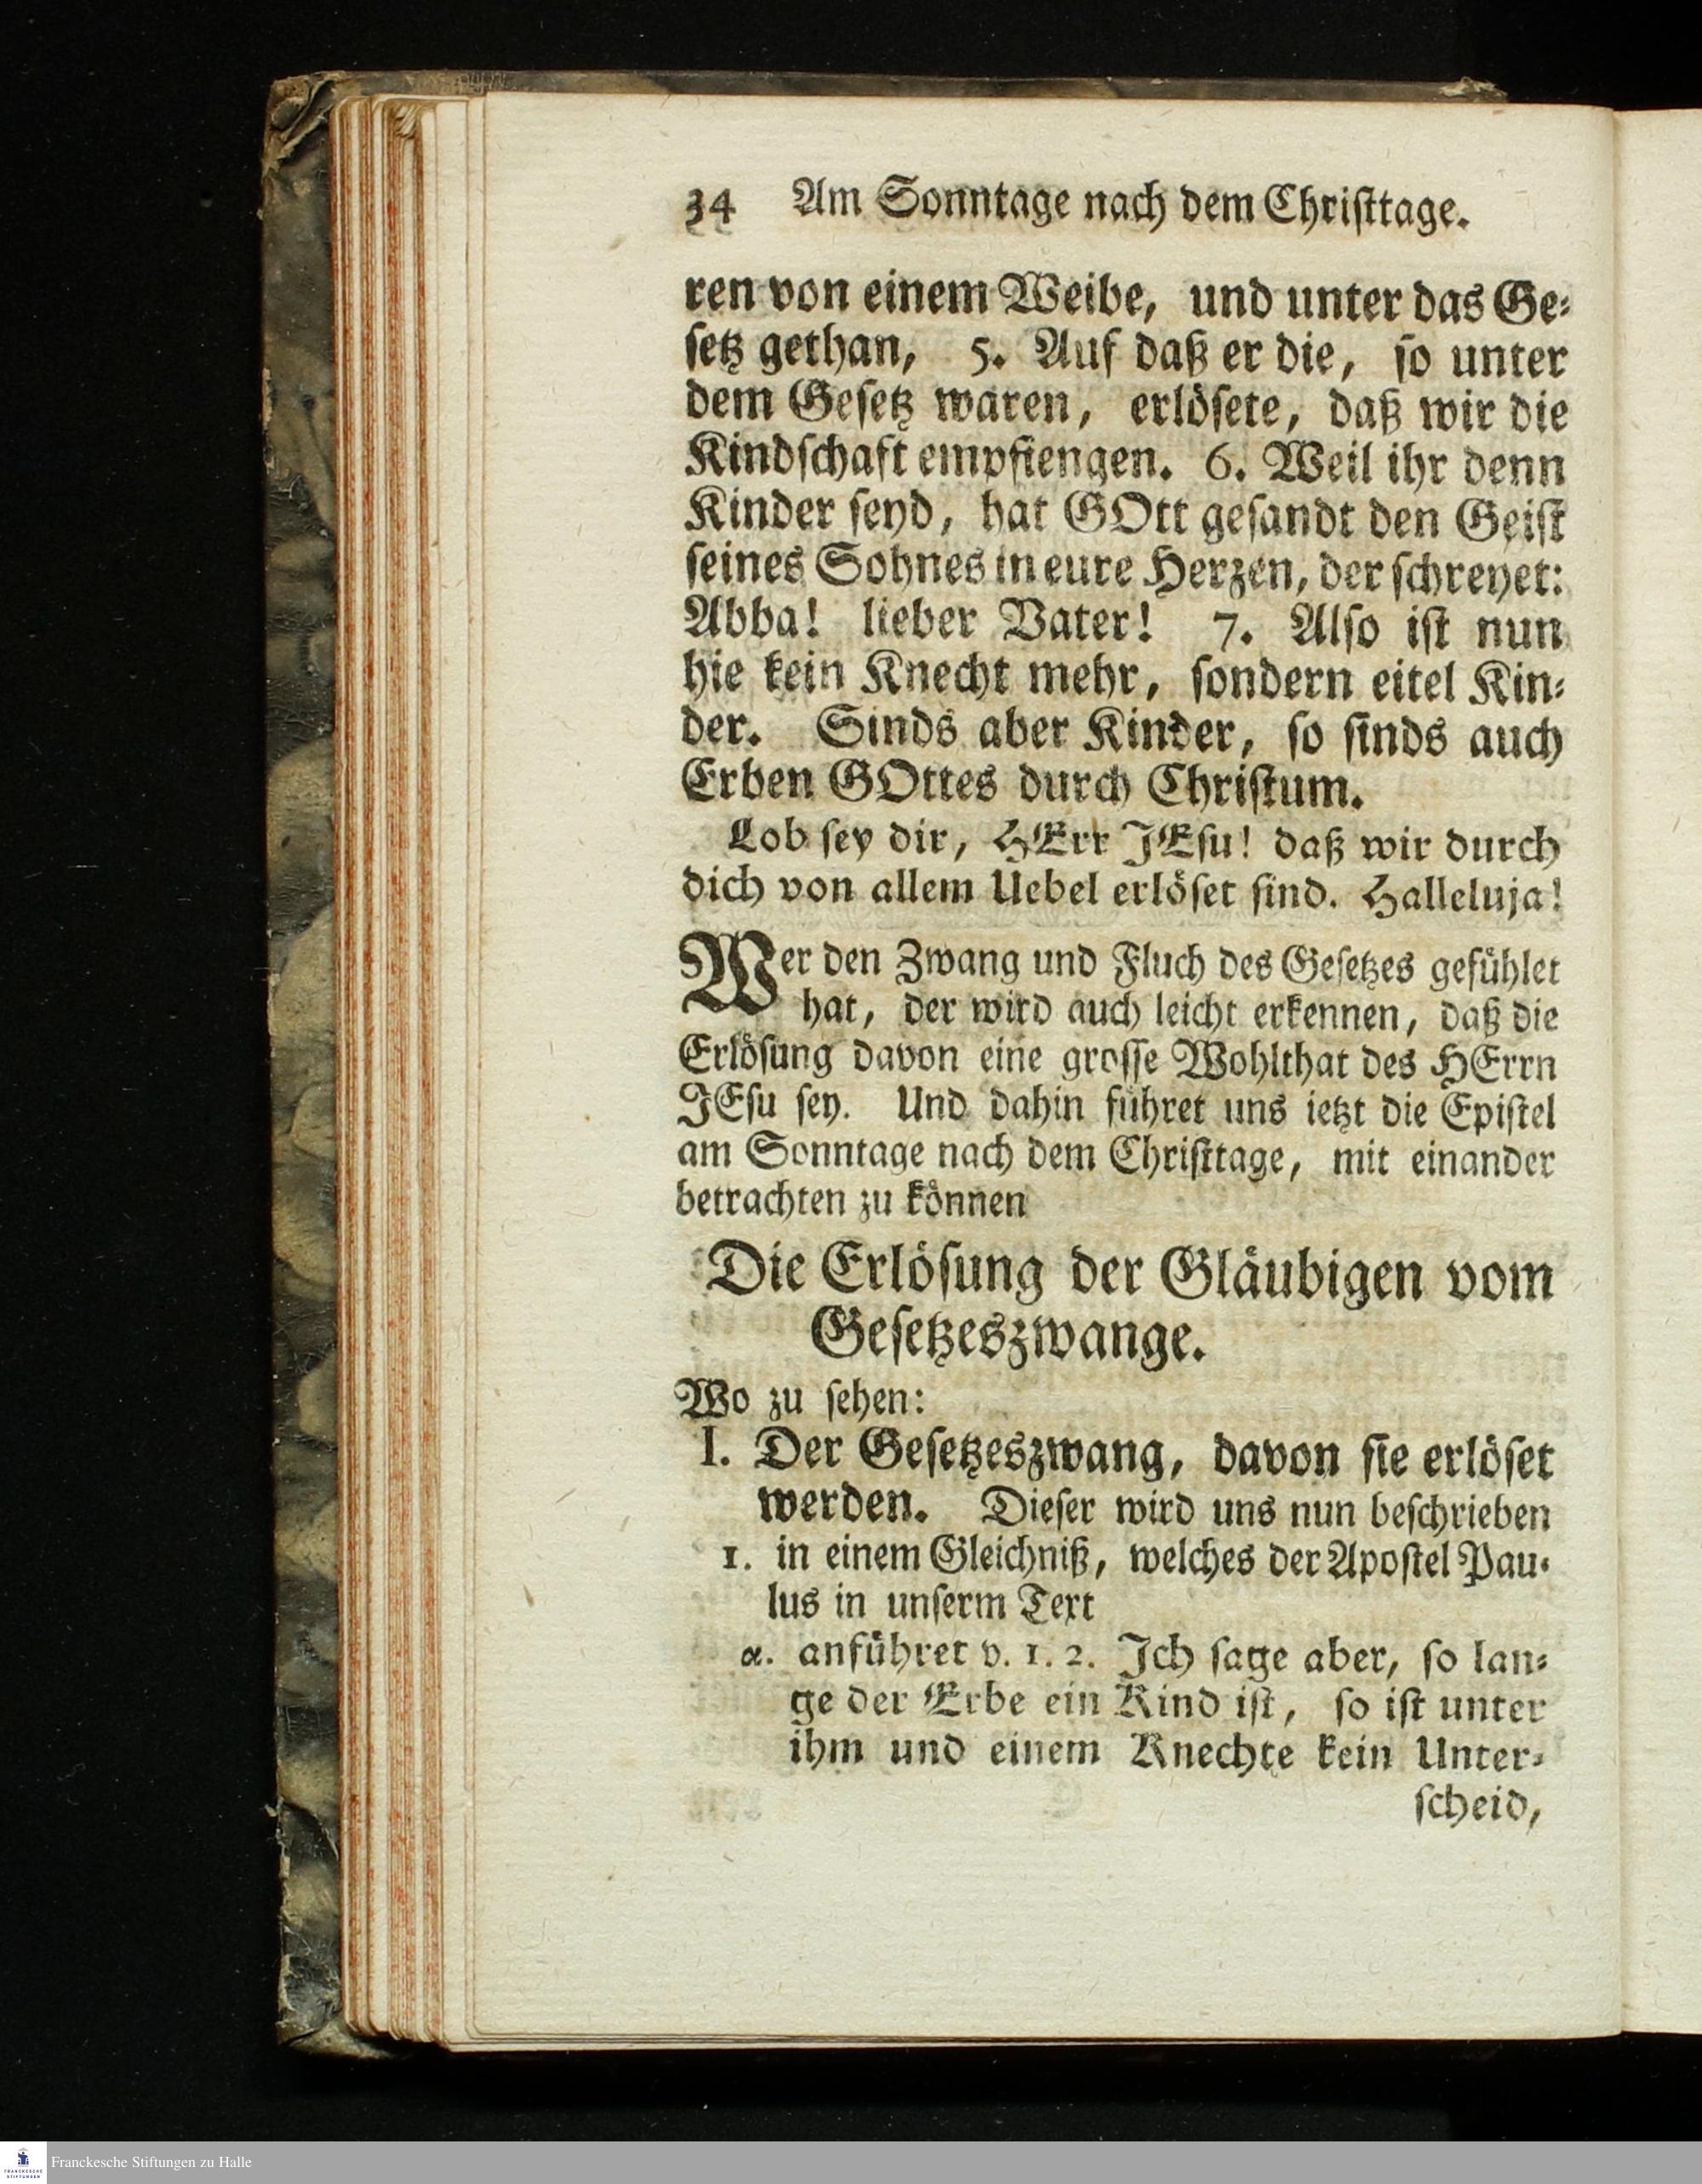 34 Am Sonntage nach dem Christtage.
ren von einem Weibe, und unter das Ge-
setz gethan, 5. Auf daß er die, so unter
dem Gesetz waren, erlösete, daß wir die
Kindschaft empfiengen. 6. Weil ihr denn
Kinder seyd, hat GOtt gesandt den Geist
seines Sohnes in eure Herzen, der schreyet:
Abba! lieber Vater! 7. Also ist nun
hie kein Knecht mehr, sondern eitel Kin-
der. Sinds aber Kinder, so sinds auch
Erben GOttes durch Christum.
Lob sey dir, HErr JEsu! daß wir durch
dich von allem Uebel erlöset sind. Halleluja!
Wer den Zwang und Fluch des Gesetzes gefühlet
hat, der wird auch leicht erkennen, daß die
Erlösung davon eine grosse Wohlthat des HErrn
JEsu sey. Und dahin führet uns ietzt die Epistel
am Sonntage nach dem Christtage, mit einander
betrachten zu können
Die Erlösung der Gläubigen vom
Gesetzeszwange.
Wo zu sehen:
I. Der Gesetzeszwang, davon sie erlöset
werden. Dieser wird uns nun beschrieben
1. in einem Gleichniß, welches der Apostel Pau-
lus in unserm Text
α. anführet v. 1. 2. Ich sage aber, so lan-
ge der Erbe ein Kind ist, so ist unter
ihm und einem Knechte kein Unter-
scheid,
FRANCKESCHE
STIFTUNGEN
Franckesche Stiftungen zu Halle